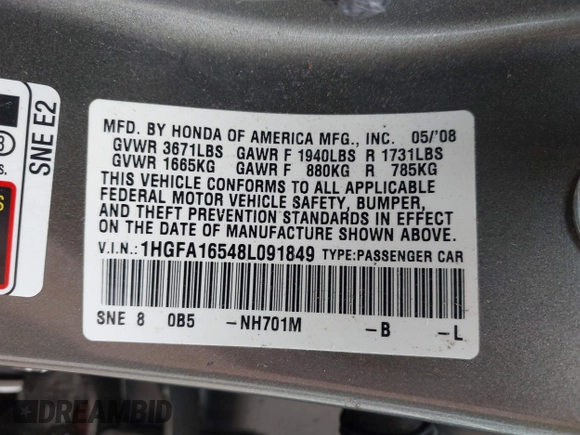 MFD. BY HONDA OF AMERICA MFG., INC. 05/'08
GVWR 3671LBS GAWR F 1940LBS R 1731LBS
GVWR 1665KG GAWR F 880KG R 785KG
THIS VEHICLE CONFORMS TO ALL APPLICABLE
FEDERAL MOTOR VEHICLE SAFETY, BUMPER,
AND THEFT PREVENTION STANDARDS IN EFFECT
ON THE DATE OF MANUFACTURE SHOWN ABOVE.
V.I.N.: 1HGFA16548L091849 TYPE:PASSENGER CAR
SNE 8 0B5 -NH701M -B -L
SNE E2
DREAMBID